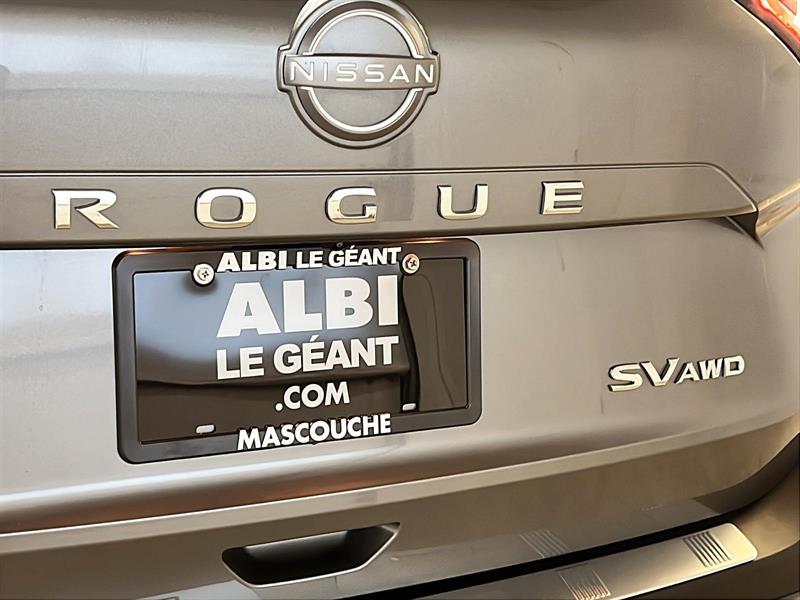 NISSAN
ROGUE
ALBI LE GÉANT
ALBI
LE GÉANT
.COM
MASCOUCHE
SV AWD